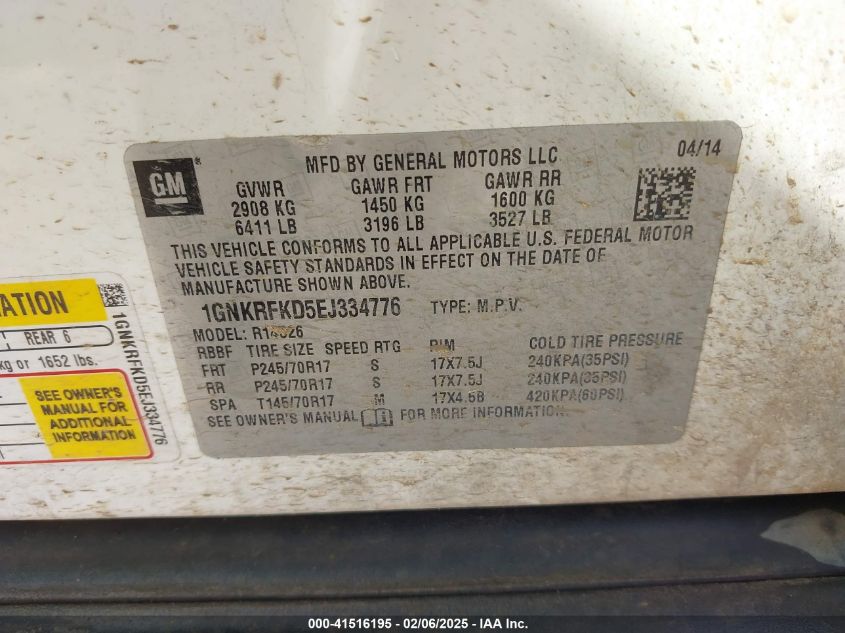 GM ®
MFD BY GENERAL MOTORS LLC 04/14
GVWR GAWR FRT GAWR RR
2908 KG 1450 KG 1600 KG
6411 LB 3196 LB 3527 LB
THIS VEHICLE CONFORMS TO ALL APPLICABLE U.S. FEDERAL MOTOR
VEHICLE SAFETY STANDARDS IN EFFECT ON THE DATE OF
MANUFACTURE SHOWN ABOVE.
1GNKRFKD5EJ334776 TYPE: M.P.V.
MODEL: R14526
RBBF TIRE SIZE SPEED RTG RIM COLD TIRE PRESSURE
FRT P245/70R17 S 17X7.5J 240KPA(35PSI)
RR P245/70R17 S 17X7.5J 240KPA(35PSI)
SPA T145/70R17 M 17X4.5B 420KPA(60PSI)
SEE OWNER'S MANUAL FOR MORE INFORMATION.
ATION
REAR 6
kg or 1652 lbs.
SEE OWNER'S
MANUAL FOR
ADDITIONAL
INFORMATION
1GNKRFKD5EJ334776
000-41516195 - 02/06/2025 - IAA Inc.